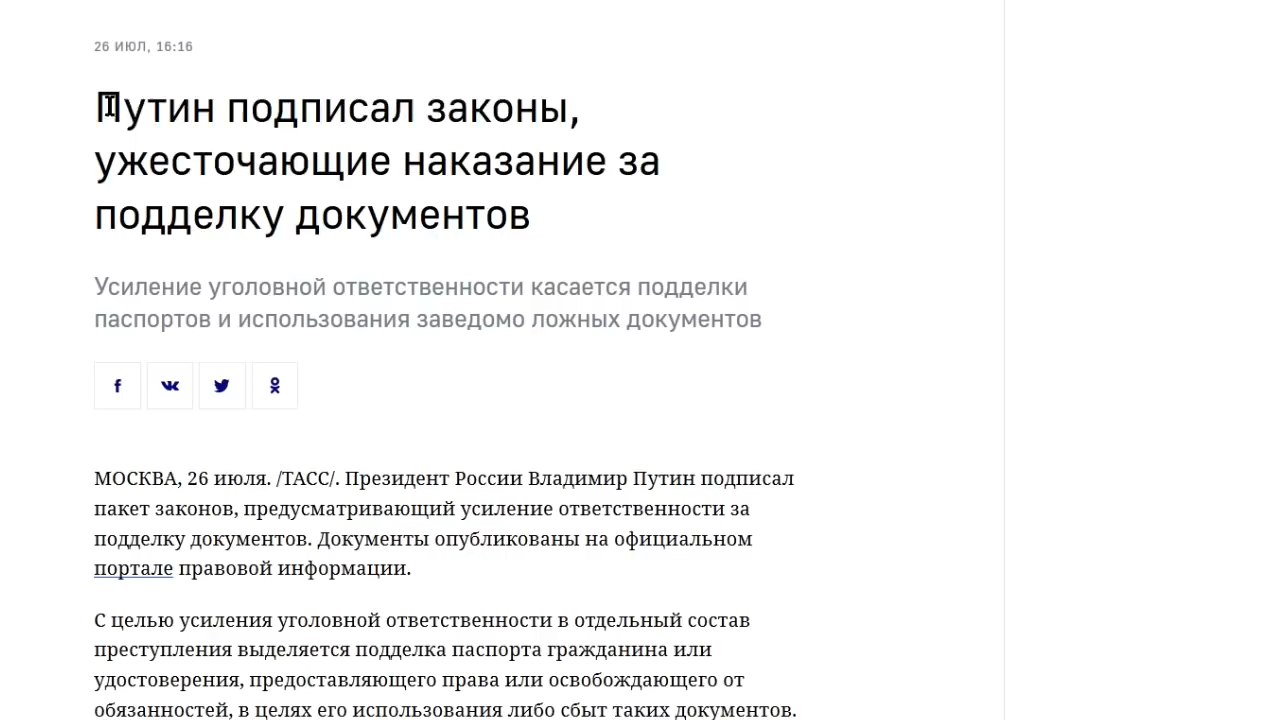 26 ИЮЛ, 16:16
Путин подписал законы,
ужесточающие наказание за
подделку документов
Усиление уголовной ответственности касается подделки
паспортов и использования заведомо ложных документов
МОСКВА, 26 июля. /ТАСС/. Президент России Владимир Путин подписал
пакет законов, предусматривающий усиление ответственности за
подделку документов. Документы опубликованы на официальном
портале правовой информации.
С целью усиления уголовной ответственности в отдельный состав
преступления выделяется подделка паспорта гражданина или
удостоверения, предоставляющего права или освобождающего от
обязанностей, в целях его использования либо сбыт таких документов.